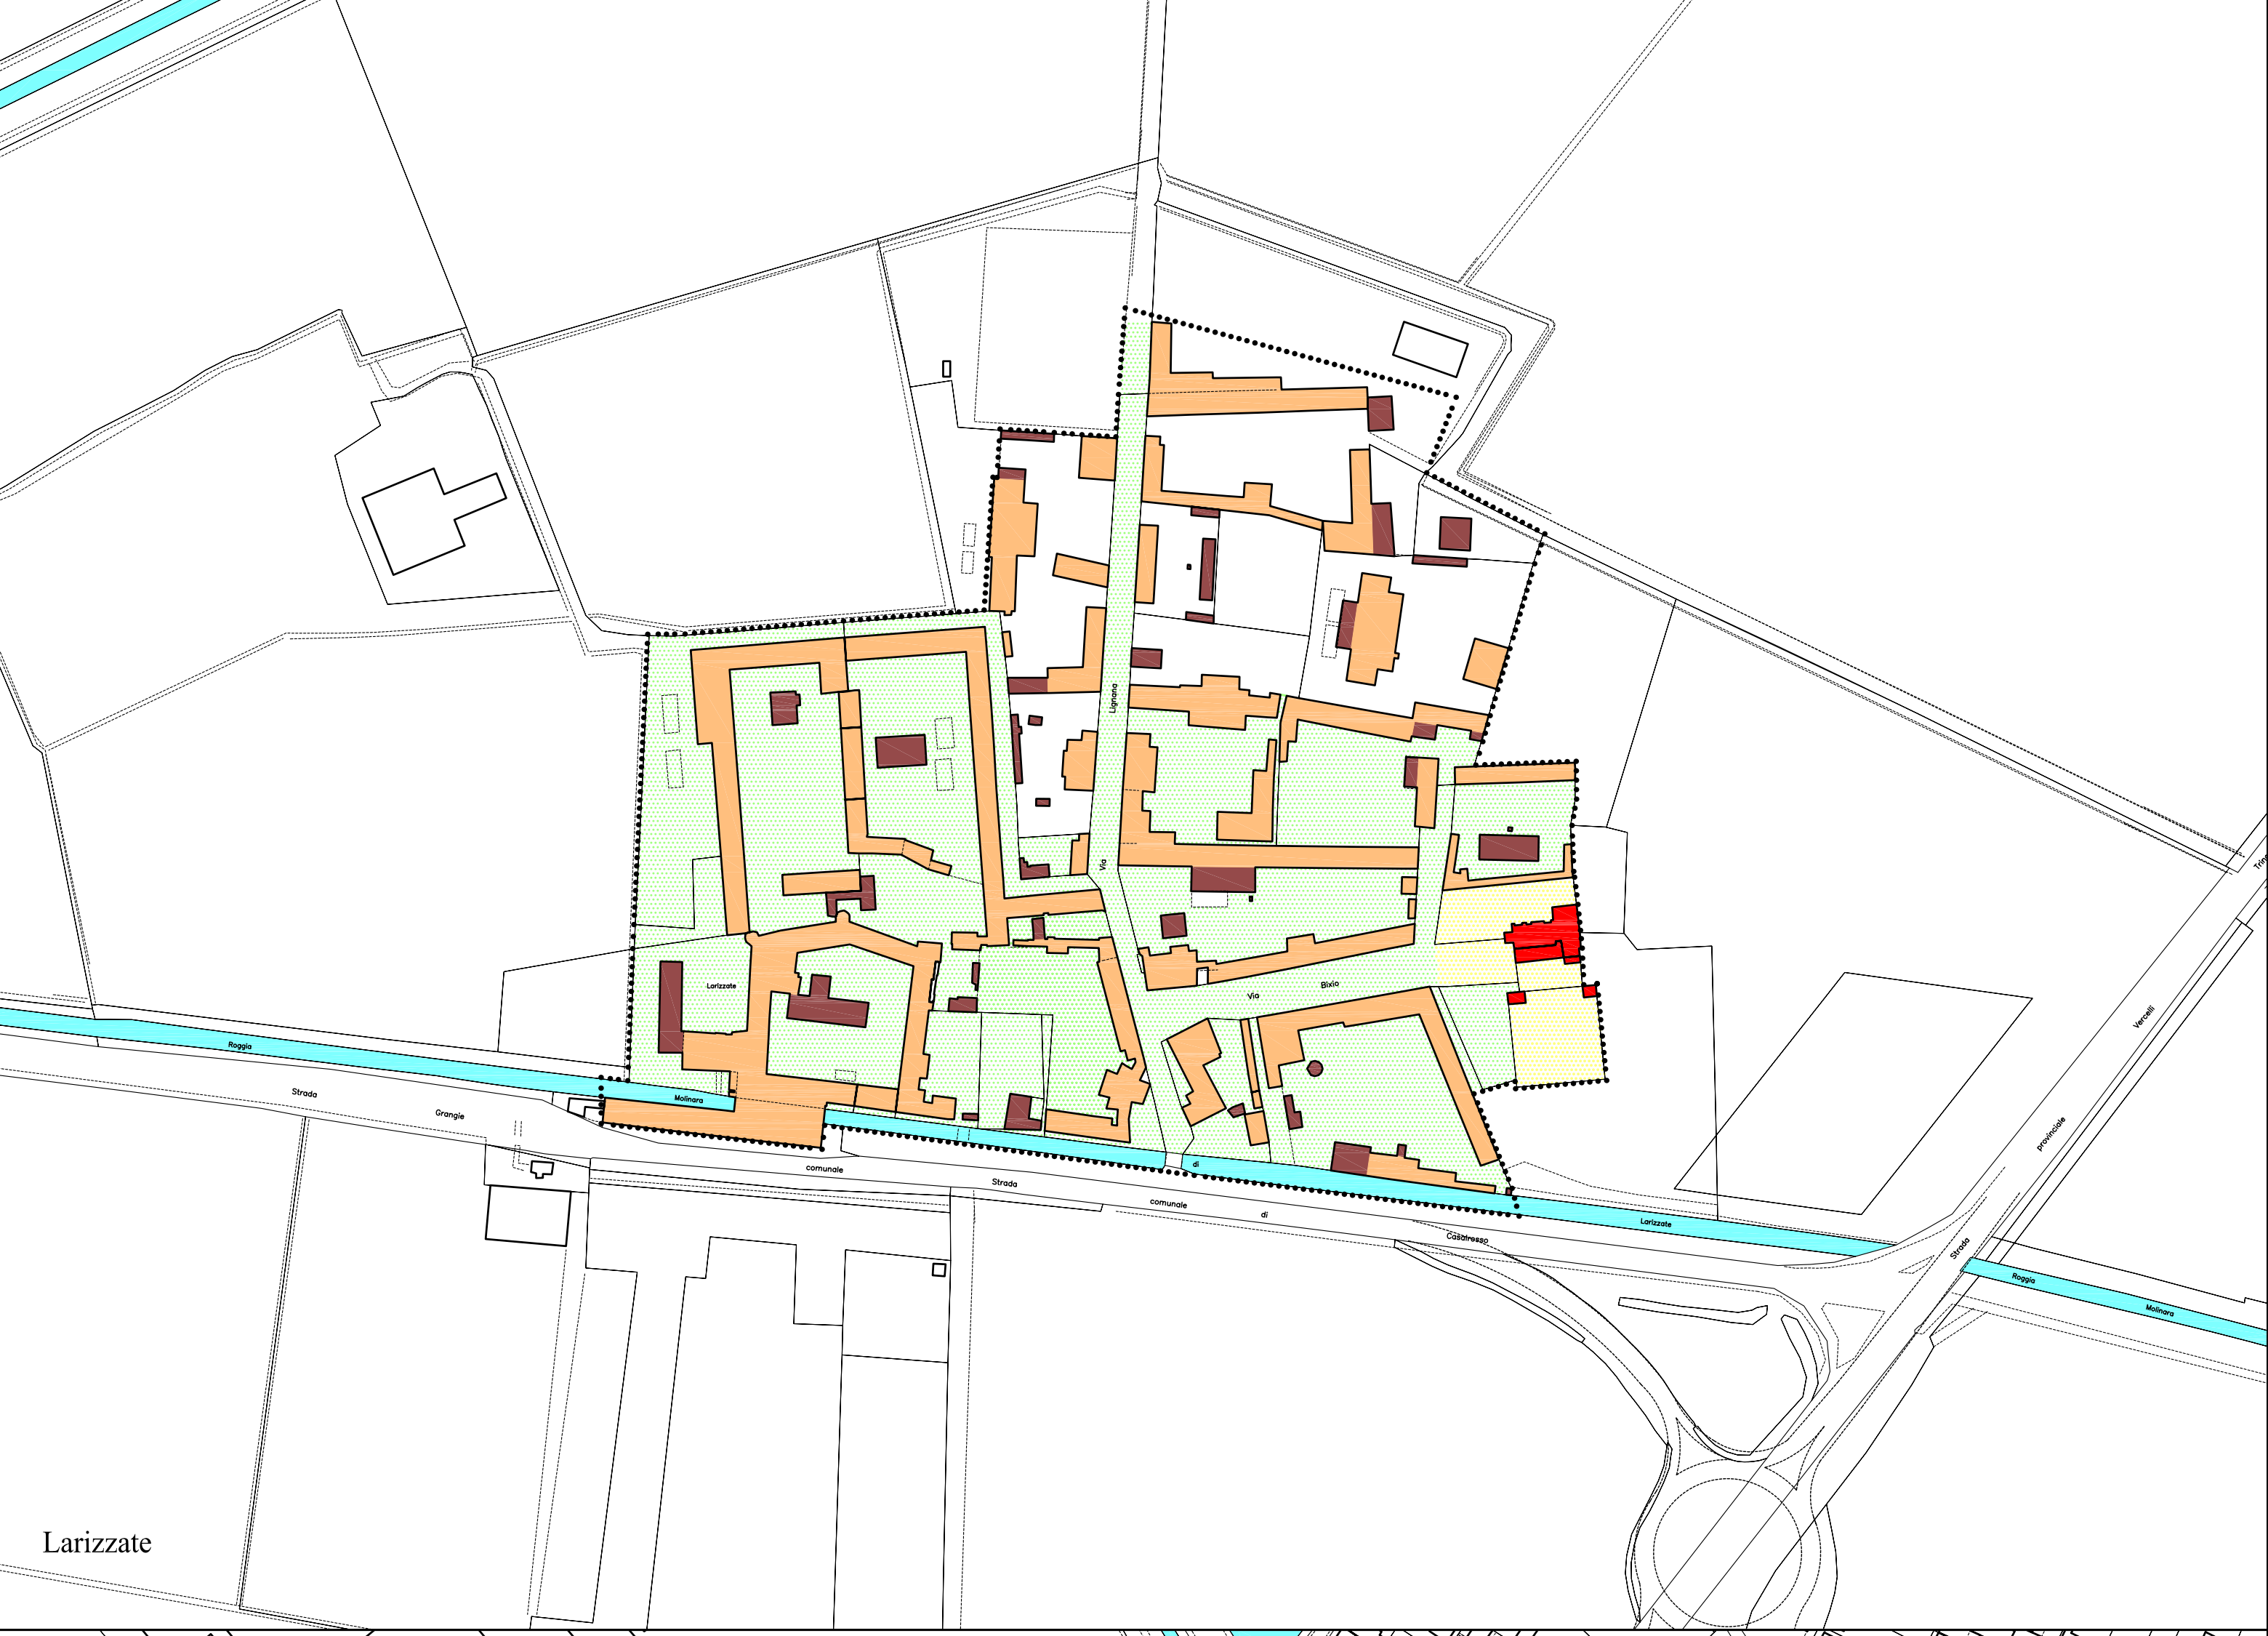 Lignana
Via
Trino
Larizzate
Via
Bixio
Vercelli
Roggia
Strada
Grangie
Molinara
provinciale
di
comunale
Strada
comunale
di
Larizzate
Casalrosso
Strada
Roggia
Molinara
Larizzate